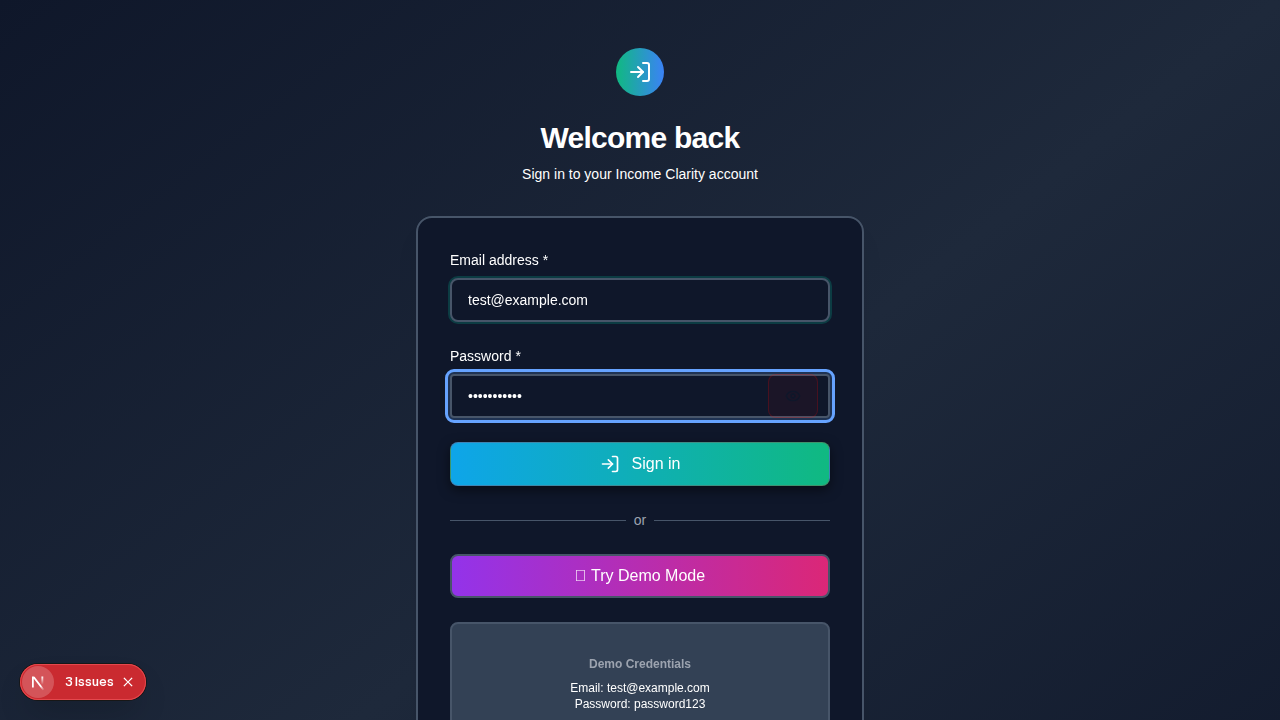 Welcome back
Sign in to your Income Clarity account
Email address *
test@example.com
Password *
•••••••••••
Sign in
or
Try Demo Mode
Demo Credentials
Email: test@example.com
Password: password123
3 Issues